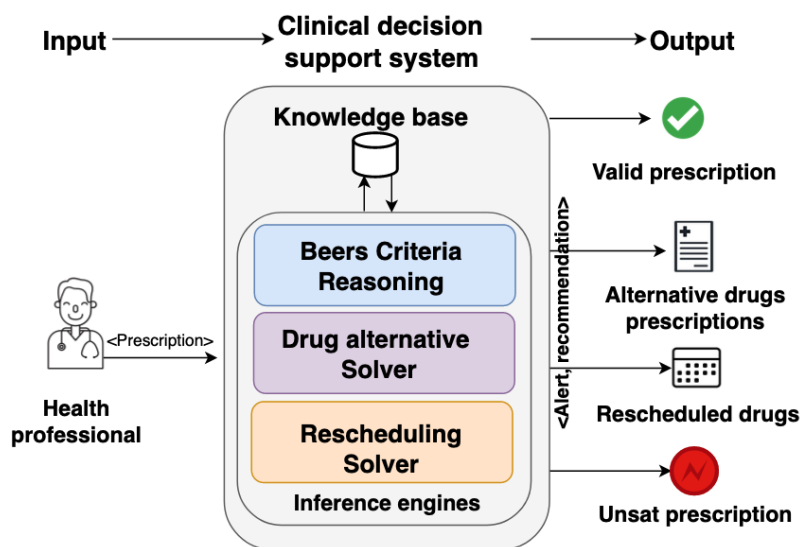 Input
Clinical decision
support system
Output
Knowledge base
Valid prescription
Beers Criteria
Reasoning
<Alert, recommendation>
Alternative drugs
prescriptions
<Prescription>
Drug alternative
Solver
Health
professional
Rescheduled drugs
Rescheduling
Solver
Inference engines
Unsat prescription